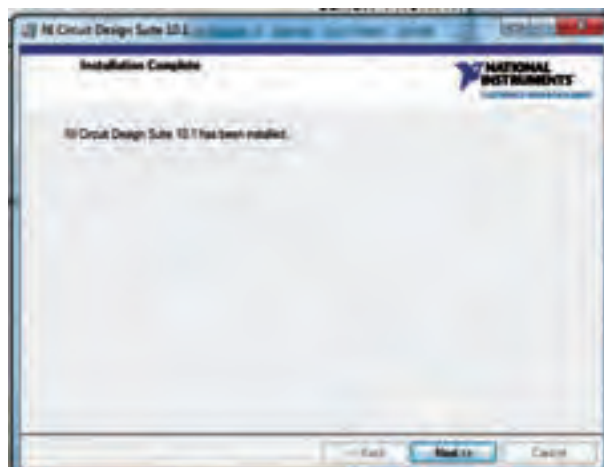 NI Circuit Design Suite 10.1
Installation Complete
NATIONAL
INSTRUMENTS
NI Circuit Design Suite 10.1 has been installed.
<< Back
Next >>
Cancel